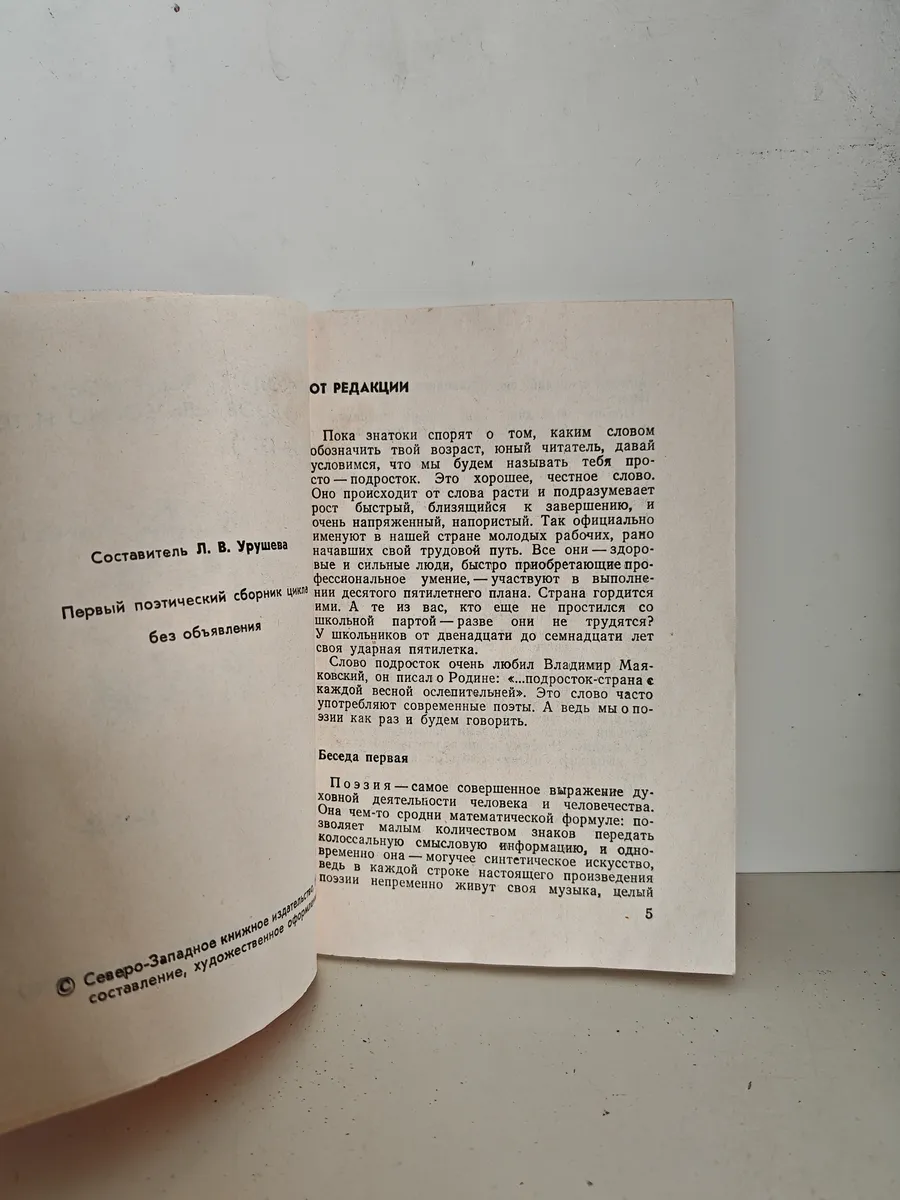 Составитель Л. В. Урушева
Первый поэтический сборник цикла
без объявления
© Северо-Западное книжное издательство
составление, художественное
ОТ РЕДАКЦИИ
Пока знатоки спорят о том, каким словом
обозначить твой возраст, юный читатель, давай
условимся, что мы будем называть тебя про-
сто — подросток. Это хорошее, честное слово.
Оно происходит от слова расти и подразумевает
рост быстрый, близящийся к завершению, и
очень напряженный, напористый. Так официально
именуют в нашей стране молодых рабочих, рано
начавших свой трудовой путь. Все они — здоро-
вые и сильные люди, быстро приобретающие про-
фессиональное умение, — участвуют в выполне-
нии десятого пятилетнего плана. Страна гордится
ими. А те из вас, кто еще не простился со
школьной партой — разве они не трудятся?
У школьников от двенадцати до семнадцати лет
своя ударная пятилетка.
Слово подросток очень любил Владимир Мая-
ковский, он писал о Родине: «...подросток-страна с
каждой весной ослепительней». Это слово часто
употребляют современные поэты. А ведь мы о по-
эзии как раз и будем говорить.
Беседа первая
Поэзия — самое совершенное выражение ду-
ховной деятельности человека и человечества.
Она чем-то сродни математической формуле: по-
зволяет малым количеством знаков передать
колоссальную смысловую информацию, и одно-
временно она — могучее синтетическое искусство,
ведь в каждой строке настоящего произведения
поэзии непременно живут своя музыка, целый
5